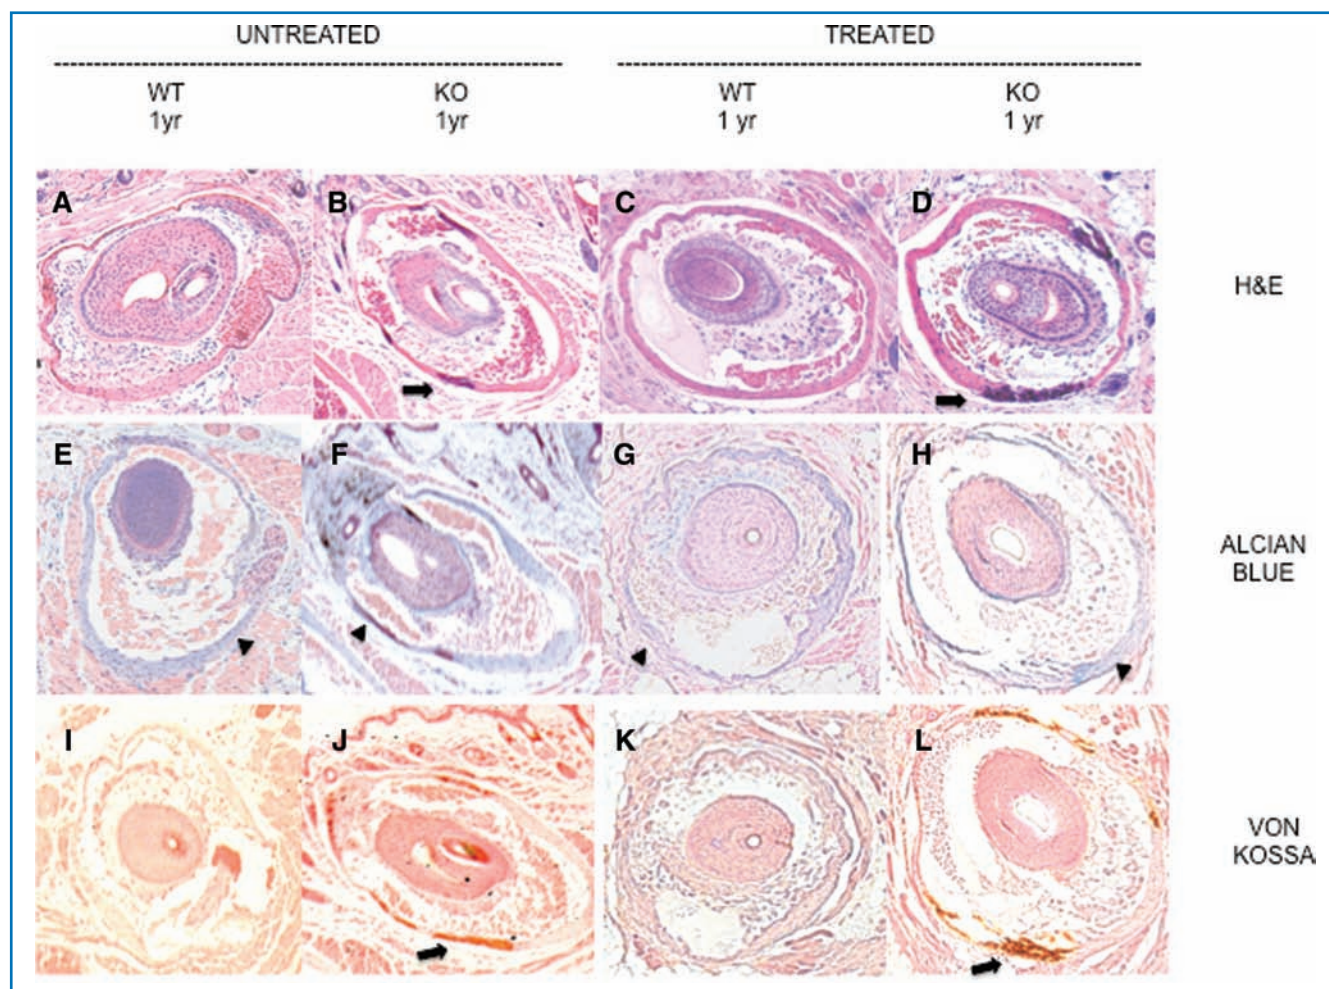 UNTREATED TREATED
WT KO WT KO
1yr 1yr 1 yr 1 yr
A B C D
H&E
E F G H
ALCIAN
BLUE
I J K L
VON
KOSSA